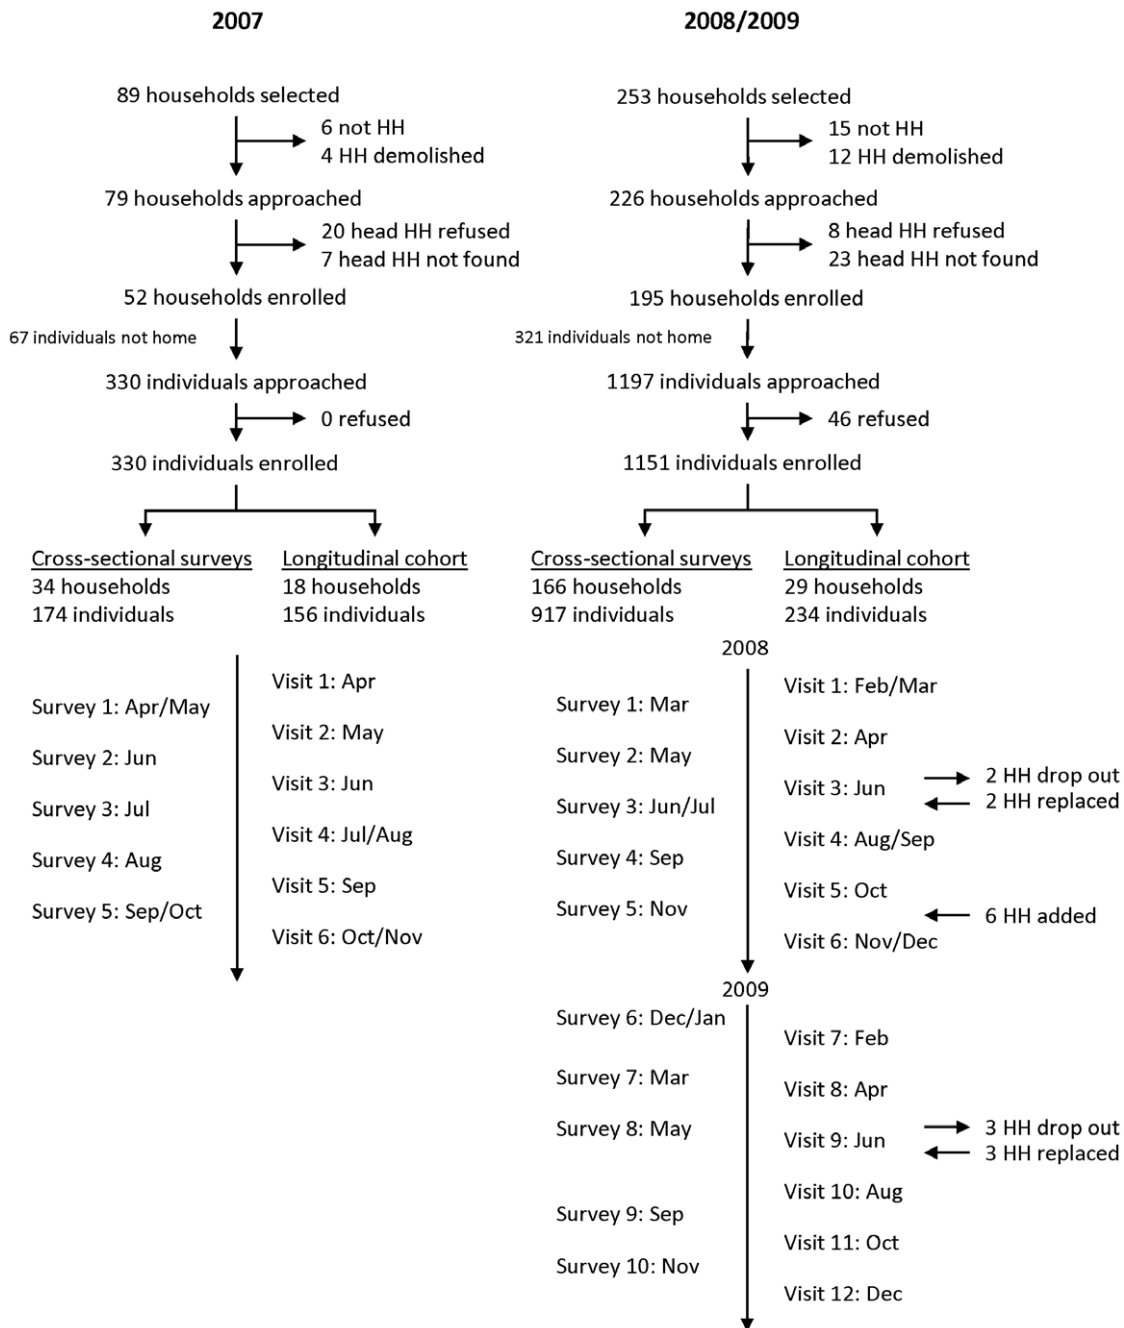 2007
89 households selected
6 not HH
4 HH demolished
79 households approached
20 head HH refused
7 head HH not found
52 households enrolled
67 individuals not home
330 individuals approached
0 refused
330 individuals enrolled
Cross-sectional surveys
34 households
174 individuals
Longitudinal cohort
18 households
156 individuals
Survey 1: Apr/May
Survey 2: Jun
Survey 3: Jul
Survey 4: Aug
Survey 5: Sep/Oct
Visit 1: Apr
Visit 2: May
Visit 3: Jun
Visit 4: Jul/Aug
Visit 5: Sep
Visit 6: Oct/Nov
2008/2009
253 households selected
15 not HH
12 HH demolished
226 households approached
8 head HH refused
23 head HH not found
195 households enrolled
321 individuals not home
1197 individuals approached
46 refused
1151 individuals enrolled
Cross-sectional surveys
166 households
917 individuals
Longitudinal cohort
29 households
234 individuals
2008
Survey 1: Mar
Survey 2: May
Survey 3: Jun/Jul
Survey 4: Sep
Survey 5: Nov
Visit 1: Feb/Mar
Visit 2: Apr
Visit 3: Jun
2 HH drop out
2 HH replaced
Visit 4: Aug/Sep
Visit 5: Oct
6 HH added
Visit 6: Nov/Dec
2009
Survey 6: Dec/Jan
Survey 7: Mar
Survey 8: May
Survey 9: Sep
Survey 10: Nov
Visit 7: Feb
Visit 8: Apr
Visit 9: Jun
3 HH drop out
3 HH replaced
Visit 10: Aug
Visit 11: Oct
Visit 12: Dec